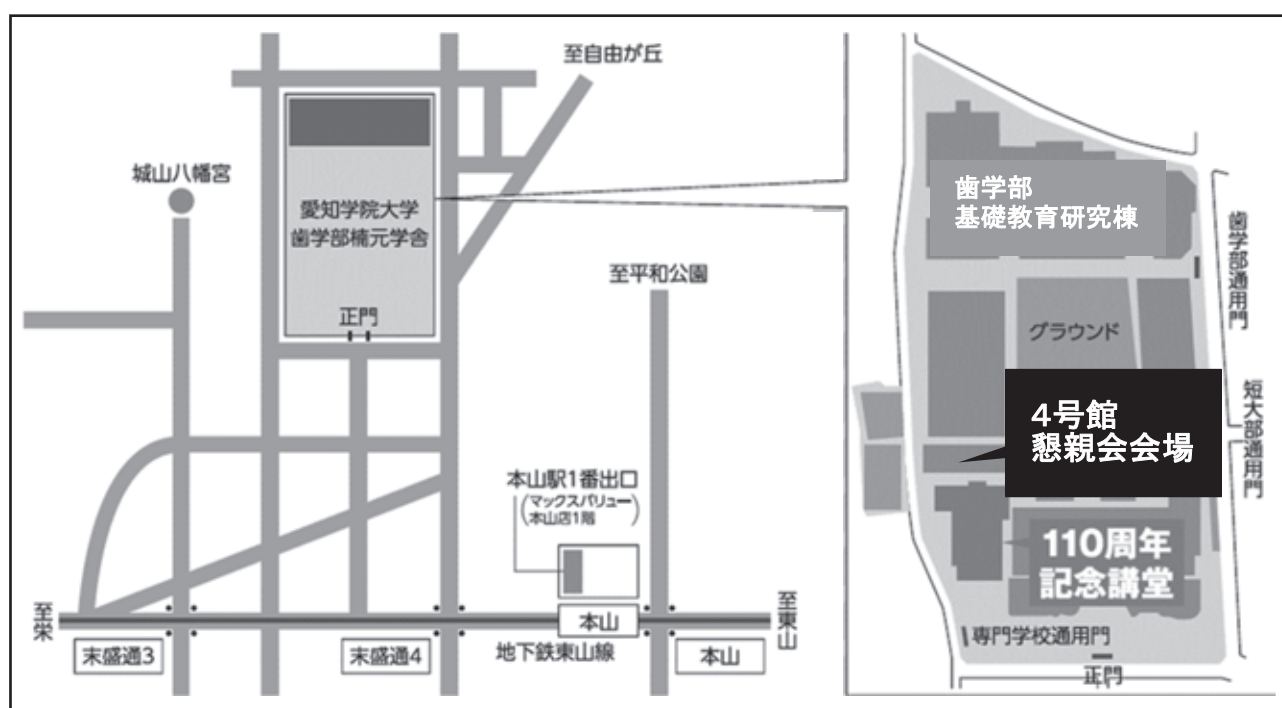 至自由が丘
城山八幡宮
愛知学院大学
歯学部楠元学舎
正門
至平和公園
本山駅1番出口
(マックスバリュー
本山店1階)
至栄
至東山
本山
末盛通3
末盛通4
地下鉄東山線
本山
歯学部
基礎教育研究棟
歯学部通用門
グラウンド
4号館
懇親会会場
短大部通用門
110周年
記念講堂
専門学校通用門
正門